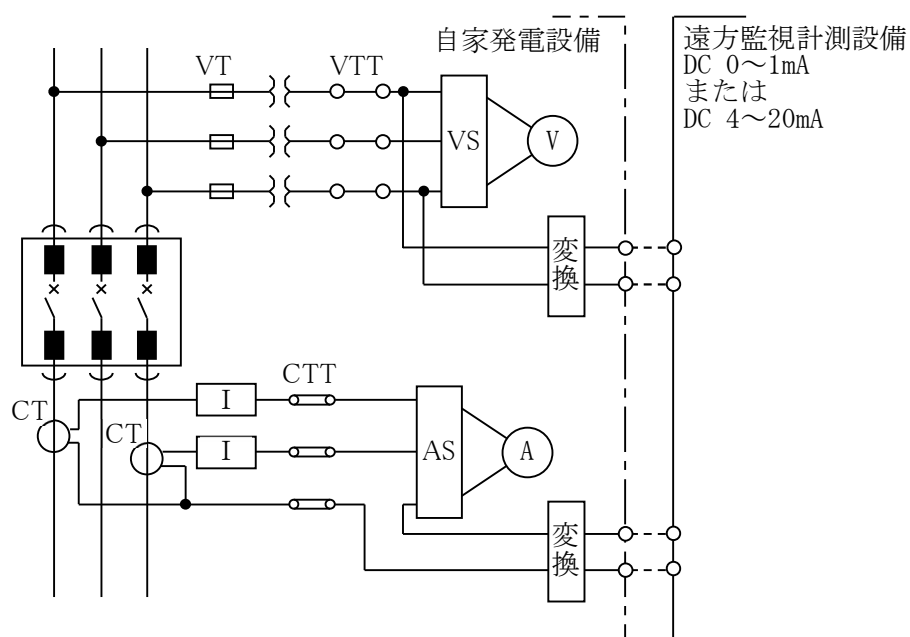 自家発電設備
遠方監視計測設備
DC 0～1mA
または
DC 4～20mA
VT
VTT
VS
V
変換
CTT
CT
I
CT
I
AS
A
変換